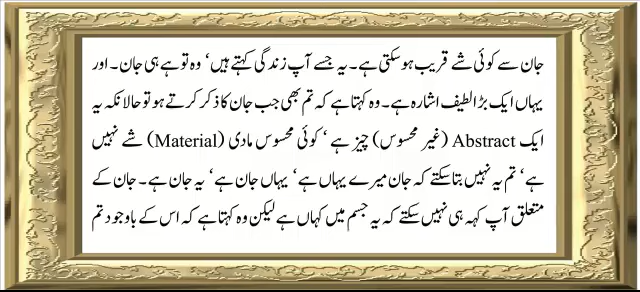 جان سے کوئی شے قریب ہو سکتی ہے۔ یہ جسے آپ زندگی کہتے ہیں‘ وہ تو ہے ہی جان۔ اور
یہاں ایک بڑا لطیف اشارہ ہے۔ وہ کہتا ہے کہ تم بھی جب جان کا ذکر کرتے ہو تو حالانکہ یہ
ایک Abstract (غیر محسوس) چیز ہے‘ کوئی محسوس مادی (Material) شے نہیں
ہے‘ تم یہ نہیں بتا سکتے کہ جان میرے یہاں ہے‘ یہاں جان ہے‘ یہ جان ہے۔ جان کے
متعلق آپ کہہ ہی نہیں سکتے کہ یہ جسم میں کہاں ہے لیکن وہ کہتا ہے کہ اس کے باوجود تم